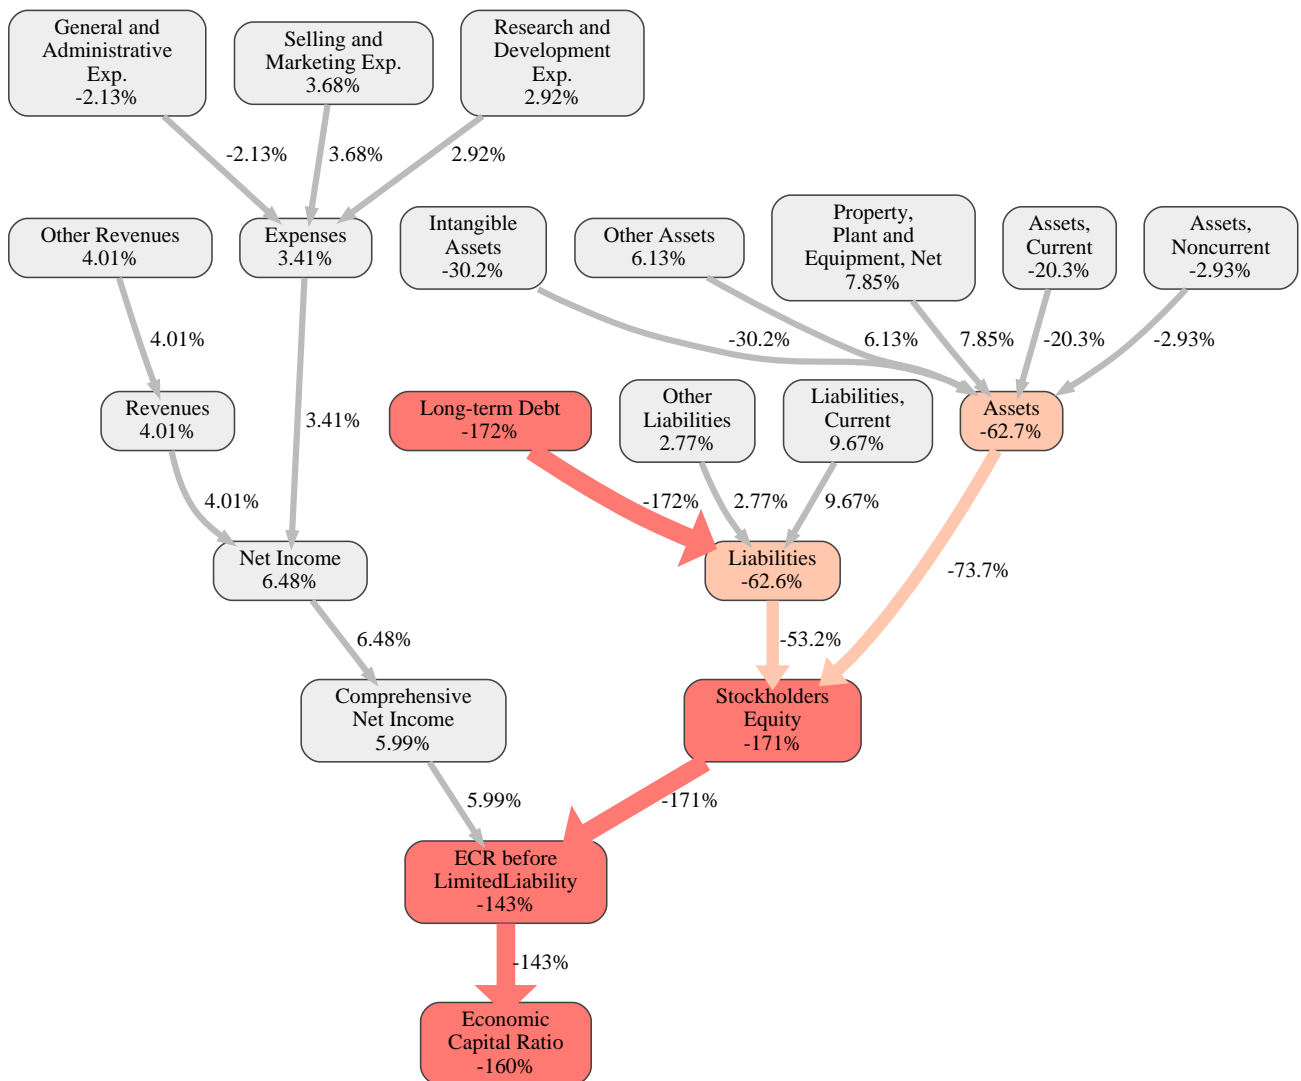 General and
Administrative
Exp.
-2.13%
Selling and
Marketing Exp.
3.68%
Research and
Development
Exp.
2.92%
-2.13%
3.68%
2.92%
Other Revenues
4.01%
Expenses
3.41%
Intangible
Assets
-30.2%
Other Assets
6.13%
Property,
Plant and
Equipment, Net
7.85%
Assets,
Current
-20.3%
Assets,
Noncurrent
-2.93%
4.01%
-30.2%
6.13%
7.85%
-20.3%
-2.93%
Revenues
4.01%
3.41%
Long-term Debt
-172%
Other
Liabilities
2.77%
Liabilities,
Current
9.67%
Assets
-62.7%
4.01%
-172%
2.77%
9.67%
Net Income
6.48%
Liabilities
-62.6%
-73.7%
6.48%
-53.2%
Comprehensive
Net Income
5.99%
Stockholders
Equity
-171%
5.99%
-171%
ECR before
LimitedLiability
-143%
-143%
Economic
Capital Ratio
-160%